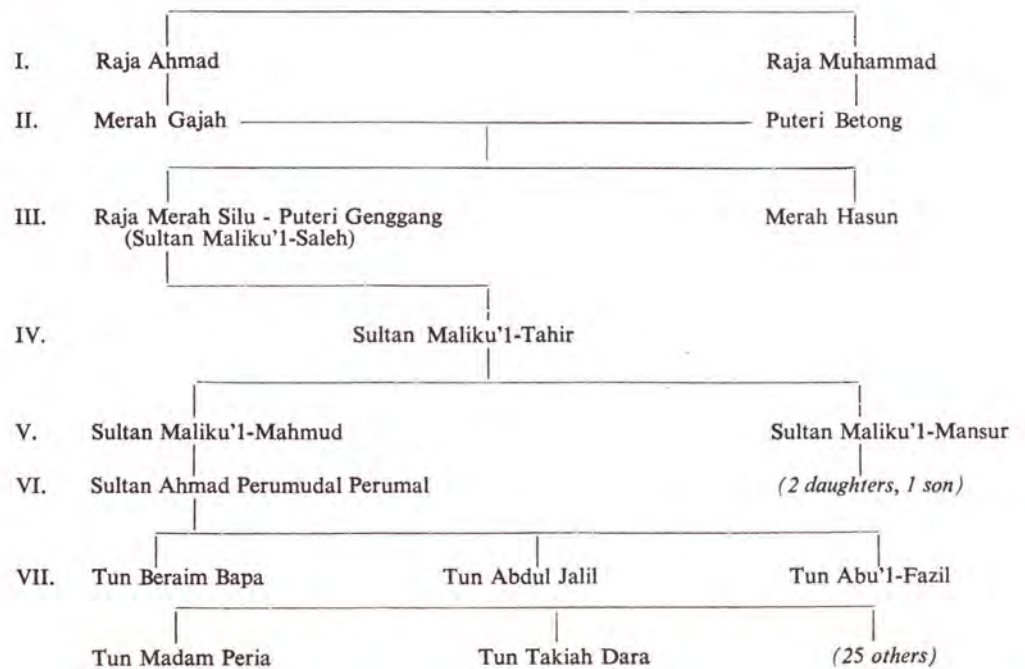 I. Raja Ahmad Raja Muhammad
II. Merah Gajah Puteri Betong
III. Raja Merah Silu - Puteri Genggang Merah Hasun
(Sultan Maliku'l-Saleh)
IV. Sultan Maliku'l-Tahir
V. Sultan Maliku'l-Mahmud Sultan Maliku'l-Mansur
VI. Sultan Ahmad Perumudal Perumal (2 daughters, 1 son)
VII. Tun Beraim Bapa Tun Abdul Jalil Tun Abu'l-Fazil
Tun Madam Peria Tun Takiah Dara (25 others)